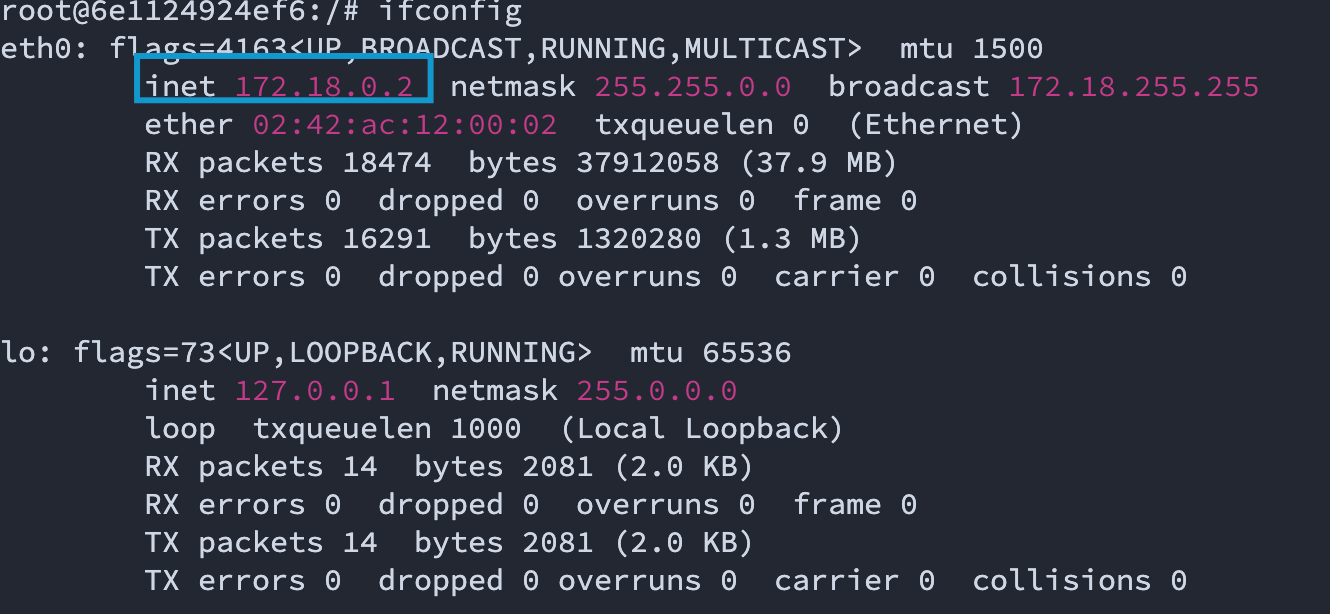 root@6e1124924ef6:/# ifconfig
eth0: flags=4163<UP,BROADCAST,RUNNING,MULTICAST>  mtu 1500
        inet 172.18.0.2  netmask 255.255.0.0  broadcast 172.18.255.255
        ether 02:42:ac:12:00:02  txqueuelen 0  (Ethernet)
        RX packets 18474  bytes 37912058 (37.9 MB)
        RX errors 0  dropped 0  overruns 0  frame 0
        TX packets 16291  bytes 1320280 (1.3 MB)
        TX errors 0  dropped 0 overruns 0  carrier 0  collisions 0

lo: flags=73<UP,LOOPBACK,RUNNING>  mtu 65536
        inet 127.0.0.1  netmask 255.0.0.0
        loop  txqueuelen 1000  (Local Loopback)
        RX packets 14  bytes 2081 (2.0 KB)
        RX errors 0  dropped 0  overruns 0  frame 0
        TX packets 14  bytes 2081 (2.0 KB)
        TX errors 0  dropped 0 overruns 0  carrier 0  collisions 0